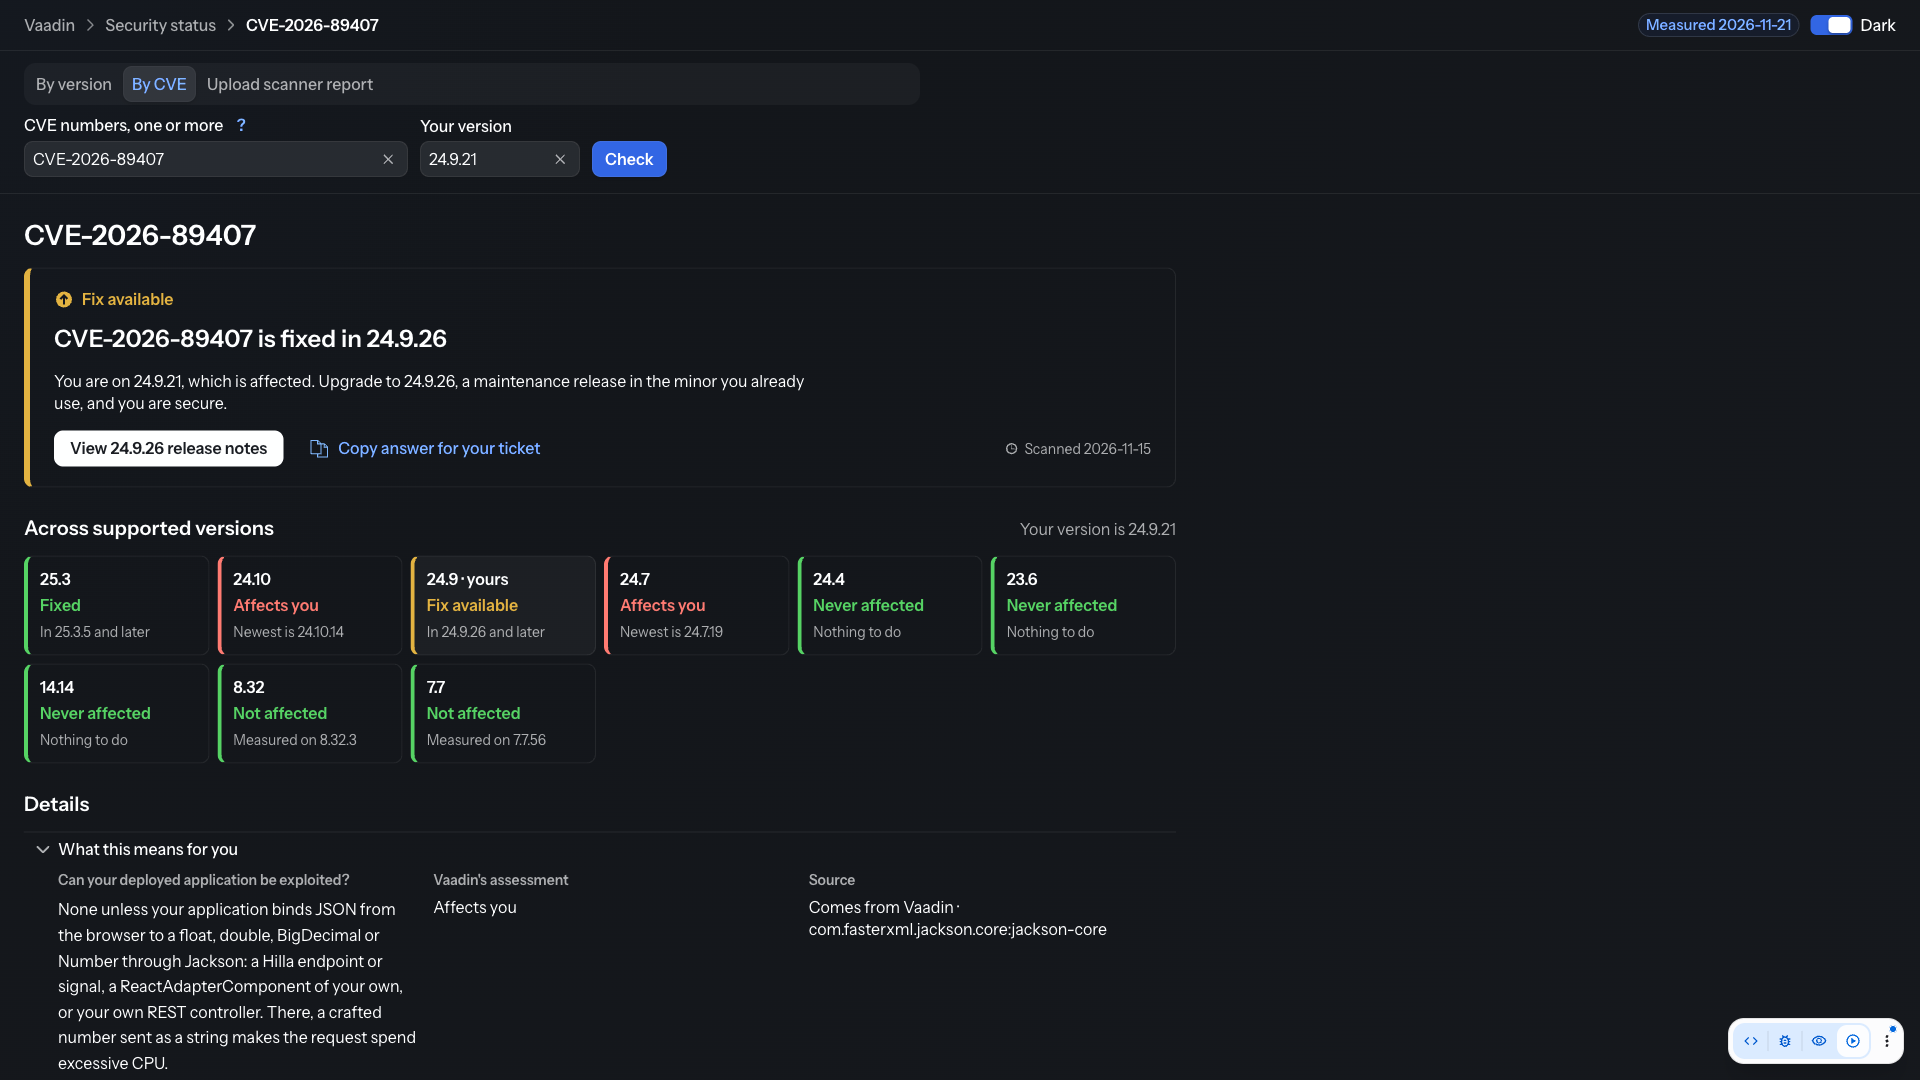 Vaadin > Security status > CVE-2026-89407
Measured 2026-11-21
Dark
By version
By CVE
Upload scanner report
CVE numbers, one or more ?
Your version
CVE-2026-89407
24.9.21
Check
CVE-2026-89407
Fix available
CVE-2026-89407 is fixed in 24.9.26
You are on 24.9.21, which is affected. Upgrade to 24.9.26, a maintenance release in the minor you already
use, and you are secure.
View 24.9.26 release notes
Copy answer for your ticket
Scanned 2026-11-15
Across supported versions
Your version is 24.9.21
25.3
Fixed
In 25.3.5 and later
24.10
Affects you
Newest is 24.10.14
24.9 · yours
Fix available
In 24.9.26 and later
24.7
Affects you
Newest is 24.7.19
24.4
Never affected
Nothing to do
23.6
Never affected
Nothing to do
14.14
Never affected
Nothing to do
8.32
Not affected
Measured on 8.32.3
7.7
Not affected
Measured on 7.7.56
Details
What this means for you
Can your deployed application be exploited?
None unless your application binds JSON from
the browser to a float, double, BigDecimal or
Number through Jackson: a Hilla endpoint or
signal, a ReactAdapterComponent of your own,
or your own REST controller. There, a crafted
number sent as a string makes the request spend
excessive CPU.
Vaadin's assessment
Affects you
Source
Comes from Vaadin ·
com.fasterxml.jackson.core:jackson-core